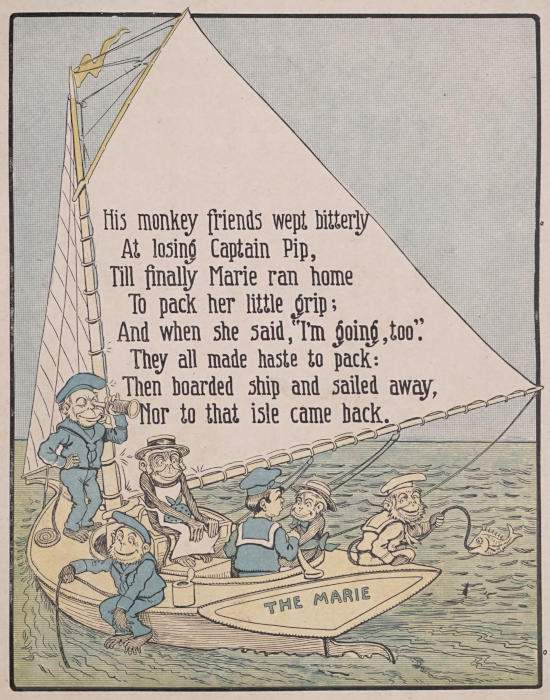 His monkey friends wept bitterly
At losing Captain Pip,
Till finally Marie ran home
To pack her little grip;
And when she said, "I'm going, too".
They all made haste to pack:
Then boarded ship and sailed away,
Nor to that isle came back.
THE MARIE